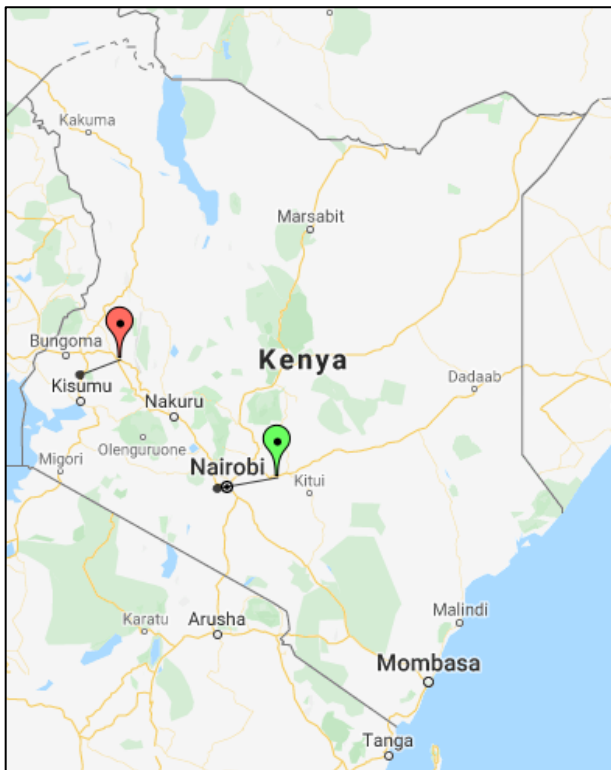 Kakuma
Marsabit
Bungoma
Kenya
Kisumu
Dadaab
Nakuru
Olenguruone
Migori
Nairobi
Kitui
Malindi
Karatu
Arusha
Mombasa
Tanga